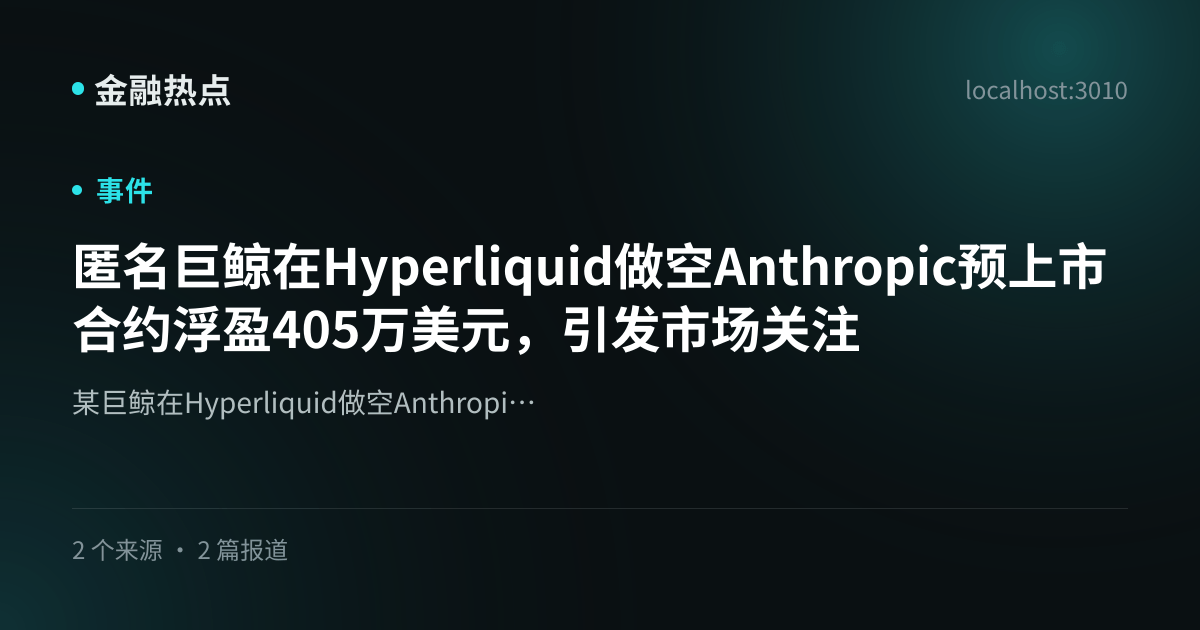 金融热点
localhost:3010
事件
匿名巨鲸在Hyperliquid做空Anthropic预上市
合约浮盈405万美元，引发市场关注
某巨鲸在Hyperliquid做空Anthropi…
2 个来源 · 2 篇报道